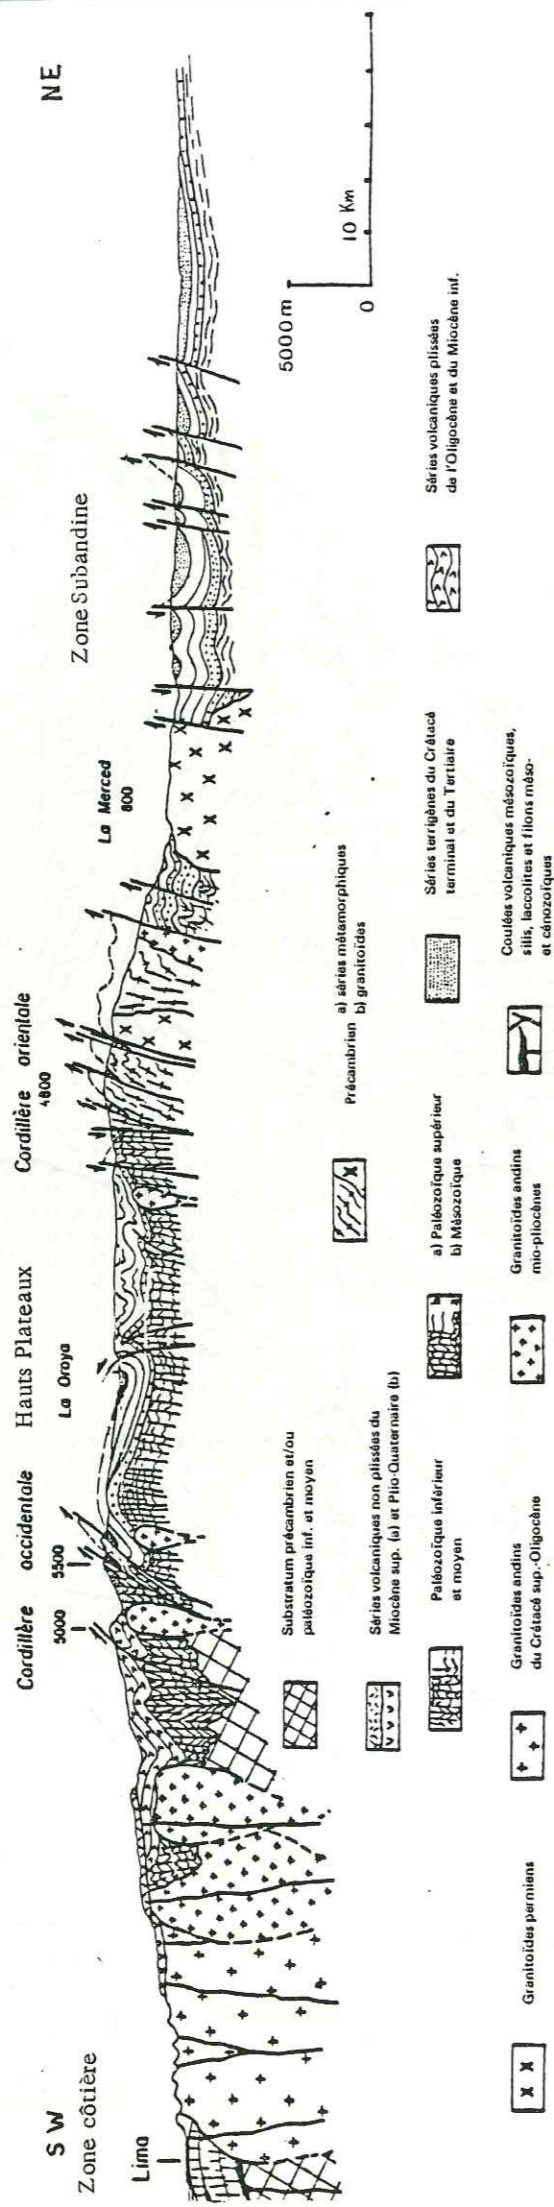 SW
Zone côtière
Lima
Cordillère occidentale
5000
5500
Hauts Plateaux
La Oroya
Cordillère orientale
4800
La Merced
800
Zone Subandine
NE
5000 m
0
10 Km
Substratum précambrien et/ou
paléozoïque inf. et moyen
Précambrien
a) séries métamorphiques
b) granitoïdes
Séries volcaniques non plissées du
Miocène sup. (a) et Plio-Quaternaire (b)
Paléozoïque inférieur
et moyen
a) Paléozoïque supérieur
b) Mésozoïque
Séries terrigènes du Crétacé
terminal et du Tertiaire
Séries volcaniques plissées
de l'Oligocène et du Miocène inf.
Granitoïdes permiens
Granitoïdes andins
du Crétacé sup.-Oligocène
Granitoïdes andins
mio-pliocènes
Coulées volcaniques mésozoïques,
sills, laccolites et filons méso-
et cénozoïques